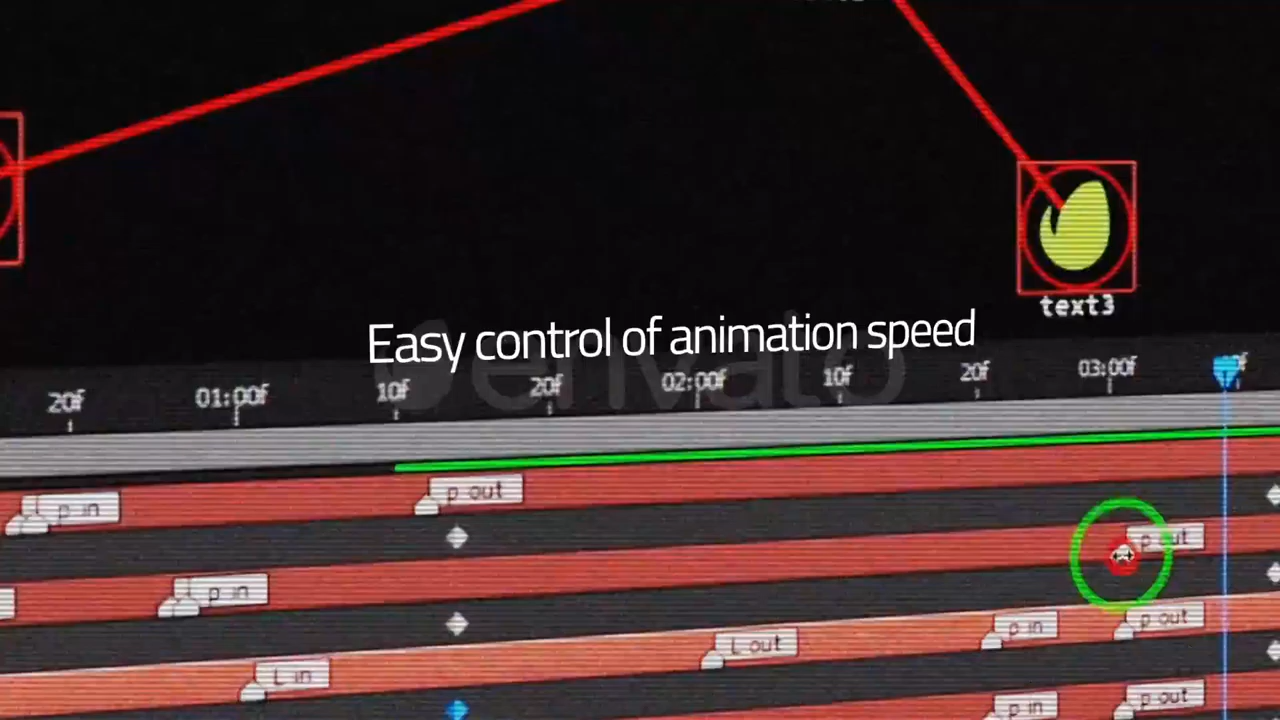 text3
Easy control of animation speed
envato
20f 01:00f 10f 20f 02:00f 10f 20f 03:00f
p in p out
p out
p in
p in p out
L in L out
p in p out